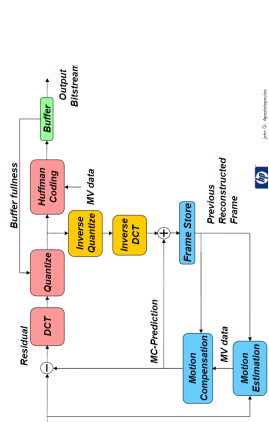 Buffer fullness
Residual
DCT
Quantize
Huffman
Coding
Buffer
Output
Bitstream
MV data
Inverse
Quantize
Inverse
DCT
MC-Prediction
Frame Store
Previous
Reconstructed
Frame
Motion
Compensation
MV data
Motion
Estimation
hp
John G. Apostolopoulos